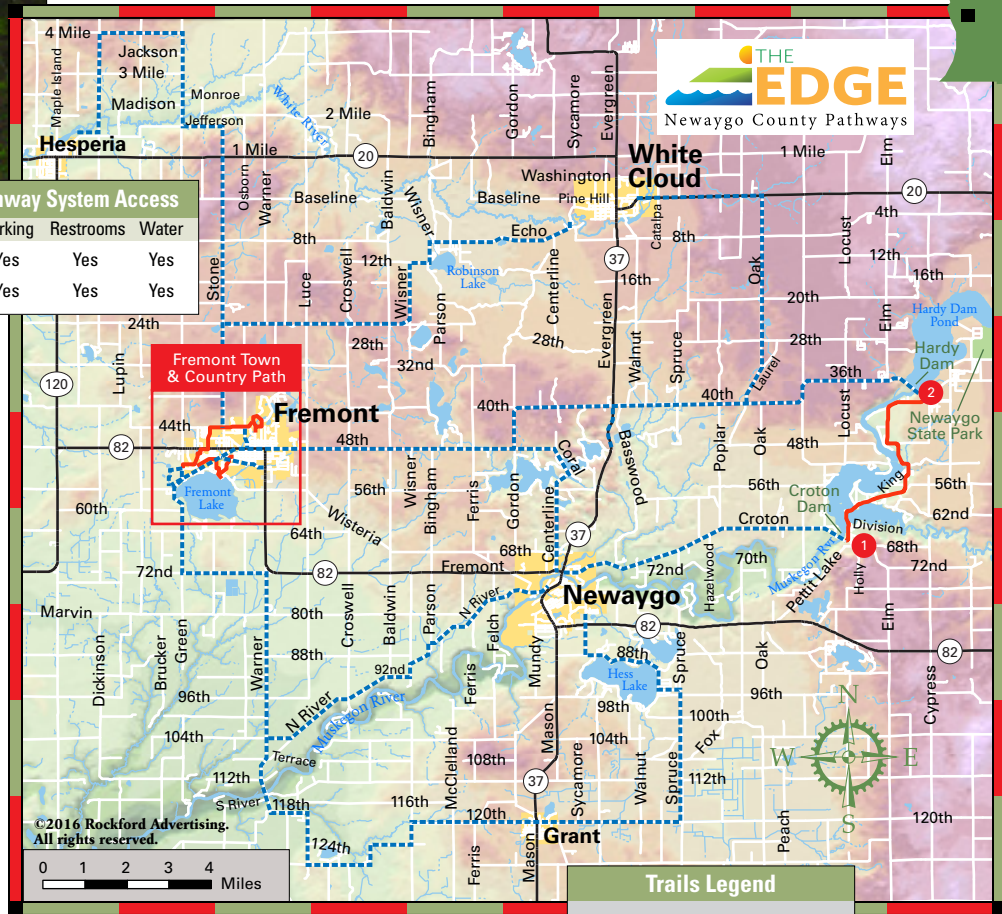 4 Mile
Maple Island
Jackson
3 Mile
Madison
Monroe
Jefferson
White River
2 Mile
Bingham
Gordon
Sycamore
Evergreen
THE
EDGE
Newaygo County Pathways
Hesperia
1 Mile
20
White
Cloud
1 Mile
Elm
way System Access
Restrooms Water
Yes Yes
Yes Yes
Osborn
Warner
Baseline
Baldwin
Wisner
Baseline
Washington
Pine Hill
Catalpa
20
4th
8th
Echo
8th
Locust
12th
12th
16th
Stone
Luce
Croswell
Wisner
Parson
Robinson
Lake
Centerline
37
16th
Oak
20th
Elm
Hardy Dam
Pond
24th
28th
28th
Evergreen
Walnut
Spruce
28th
Hardy
Dam
Lupin
Fremont Town
& Country Path
32nd
Laurel
36th
2
120
Fremont
40th
40th
Locust
Newaygo
State Park
44th
82
48th
Coral
Basswood
Poplar
Oak
48th
Fremont
Lake
56th
Wisner
Bingham
Ferris
Gordon
Centerline
56th
Croton
Dam
King
56th
60th
Wisteria
64th
37
Croton
62nd
Division
1
68th
68th
72nd
82
Fremont
Newaygo
72nd
Hazelwood
70th
Muskegon Rvr
Pettit Lake
Holly
72nd
Marvin
80th
Croswell
Baldwin
Parson
N River
Felch
82
Elm
Dickinson
Brucker
Green
Warner
88th
92nd
Ferris
Mundy
88th
Hess
Lake
Spruce
Oak
82
96th
N River
Muskegon River
98th
96th
Cypress
104th
Terrace
McClelland
108th
Mason
Sycamore
104th
Walnut
Spruce
100th
Fox
N
W
E
S
112th
S River
118th
116th
37
112th
120th
Peach
120th
©2016 Rockford Advertising.
All rights reserved.
124th
Ferris
Mason
Grant
0 1 2 3 4 Miles
Trails Legend